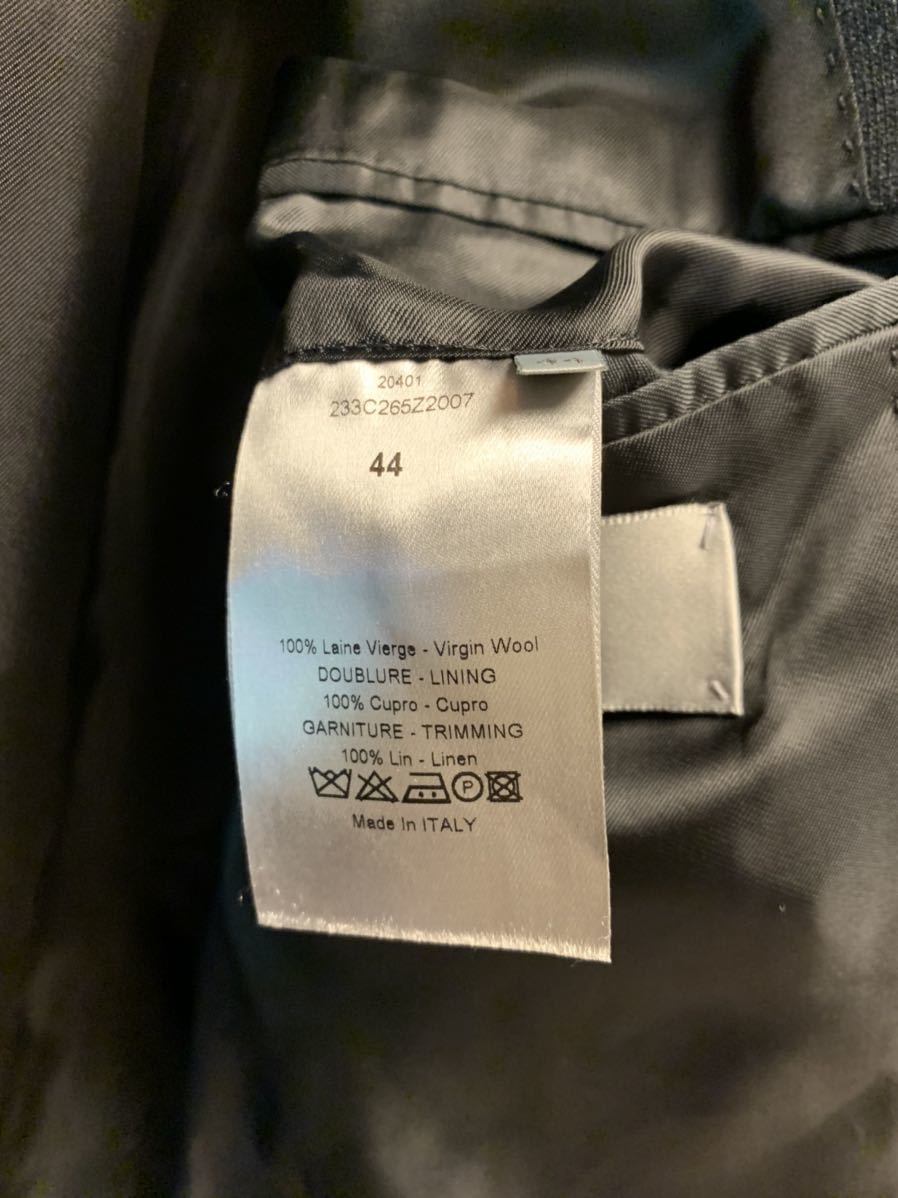 20401
233C265Z2007
44
100% Laine Vierge - Virgin Wool
DOUBLURE - LINING
100% Cupro - Cupro
GARNITURE - TRIMMING
100% Lin - Linen
P
Made In ITALY